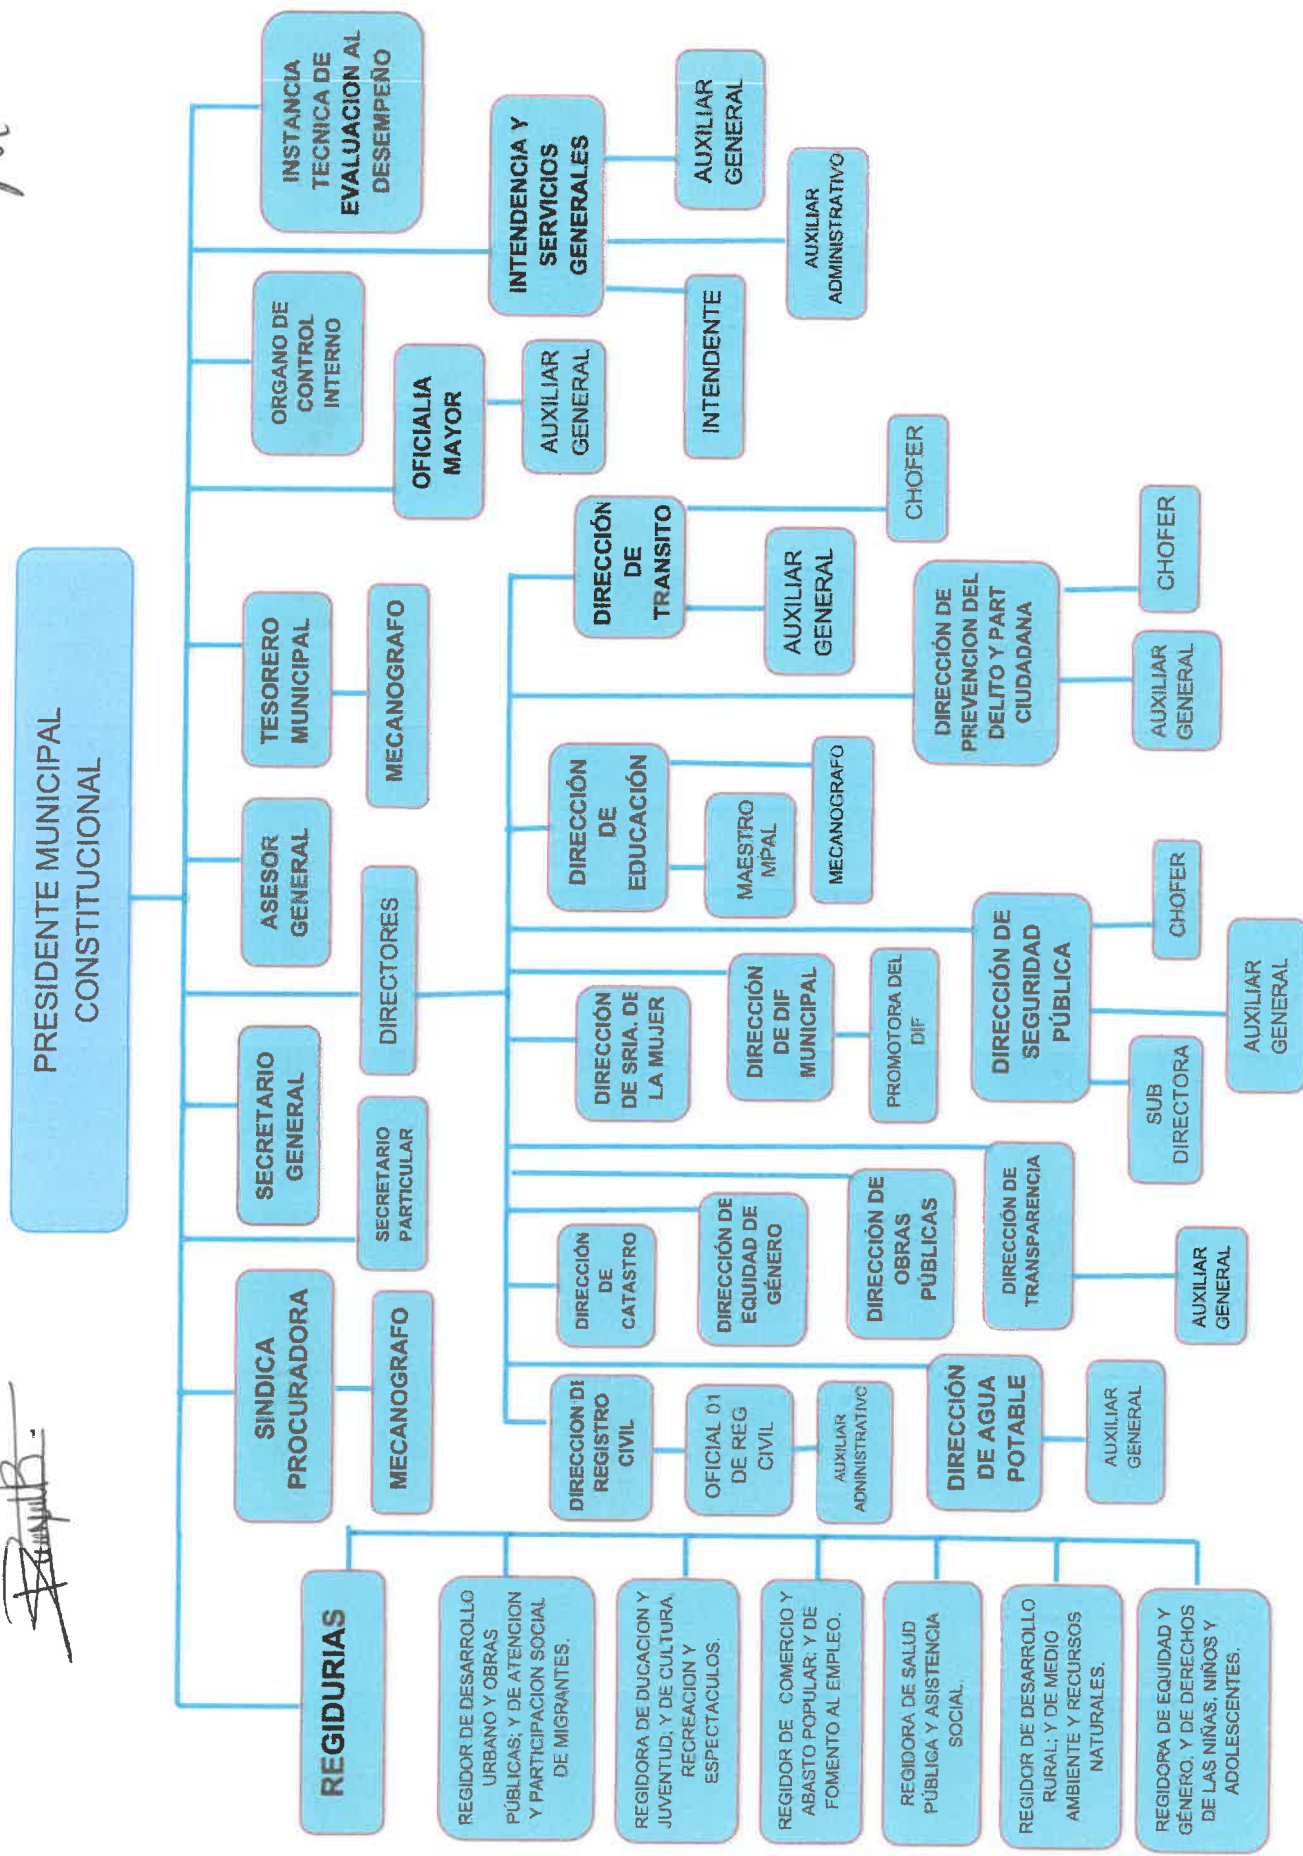 PRESIDENTE MUNICIPAL
CONSTITUCIONAL
REGIDURIAS
REGIDOR DE DESARROLLO
URBANO Y OBRAS
PÚBLICAS; Y DE ATENCION
Y PARTICIPACION SOCIAL
DE MIGRANTES.
REGIDORA DE DUCACION Y
JUVENTUD; Y DE CULTURA,
RECREACION Y
ESPECTACULOS.
REGIDOR DE COMERCIO Y
ABASTO POPULAR; Y DE
FOMENTO AL EMPLEO.
REGIDORA DE SALUD
PÚBLICA Y ASISTENCIA
SOCIAL.
REGIDOR DE DESARROLLO
RURAL; Y DE MEDIO
AMBIENTE Y RECURSOS
NATURALES.
REGIDORA DE EQUIDAD Y
GÉNERO; Y DE DERECHOS
DE LAS NIÑAS, NIÑOS Y
ADOLESCENTES.
SINDICA
PROCURADORA
MECANOGRAFO
SECRETARIO
PARTICULAR
SECRETARIO
GENERAL
DIRECTORES
ASESOR
GENERAL
TESORERO
MUNICIPAL
MECANOGRAFO
OFICIALIA
MAYOR
AUXILIAR
GENERAL
ORGANO DE
CONTROL
INTERNO
INTENDENCIA Y
SERVICIOS
GENERALES
INTENDENTE
AUXILIAR
ADMINISTRATIVO
AUXILIAR
GENERAL
INSTANCIA
TECNICA DE
EVALUACION AL
DESEMPEÑO
DIRECCION DE
REGISTRO
CIVIL
OFICIAL 01
DE REG
CIVIL
AUXILIAR
ADNINISTRATIVO
DIRECCIÓN
DE AGUA
POTABLE
AUXILIAR
GENERAL
DIRECCIÓN
DE
CATASTRO
DIRECCIÓN DE
EQUIDAD DE
GÉNERO
DIRECCIÓN DE
OBRAS
PÚBLICAS
DIRECCIÓN DE
TRANSPARENCIA
AUXILIAR
GENERAL
DIRECCIÓN
DE SRIA. DE
LA MUJER
DIRECCIÓN
DE DIF
MUNICIPAL
PROMOTORA DEL
DIF
DIRECCIÓN DE
SEGURIDAD
PÚBLICA
SUB
DIRECTORA
AUXILIAR
GENERAL
CHOFER
DIRECCIÓN
DE
EDUCACIÓN
MAESTRO
MPAL
MECANOGRAFO
DIRECCIÓN DE
PREVENCION DEL
DELITO Y PART
CIUDADANA
AUXILIAR
GENERAL
CHOFER
DIRECCIÓN
DE
TRANSITO
AUXILIAR
GENERAL
CHOFER